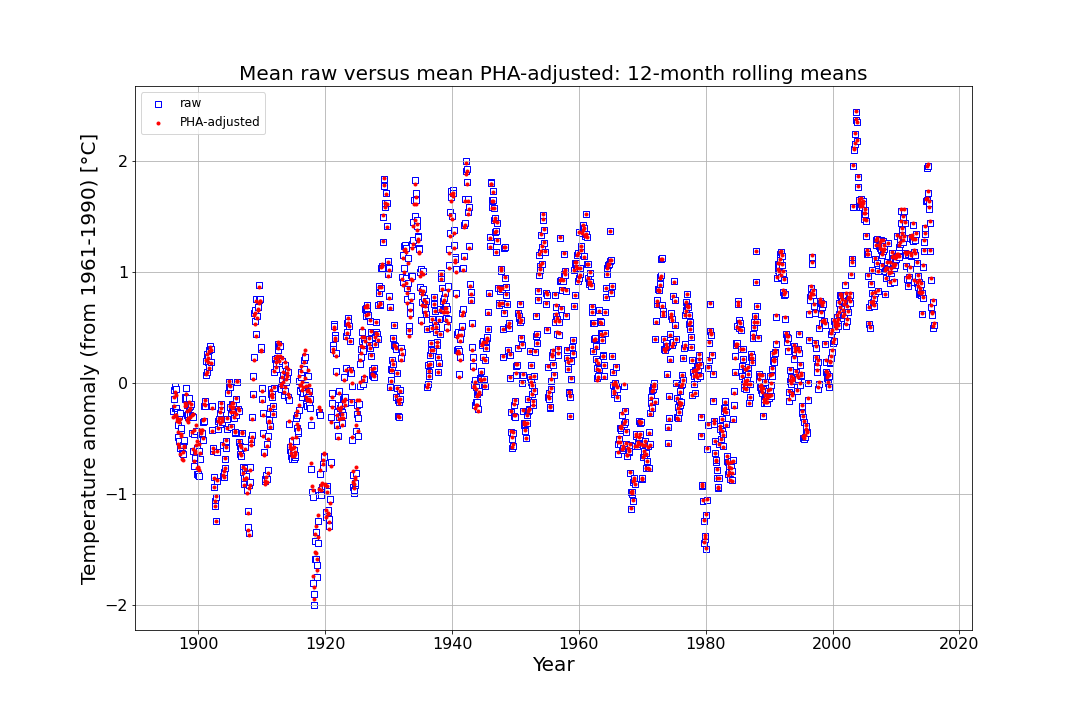 Mean raw versus mean PHA-adjusted: 12-month rolling means
raw
PHA-adjusted
Temperature anomaly (from 1961-1990) [°C]
2
1
0
−1
−2
1900 1920 1940 1960 1980 2000 2020
Year